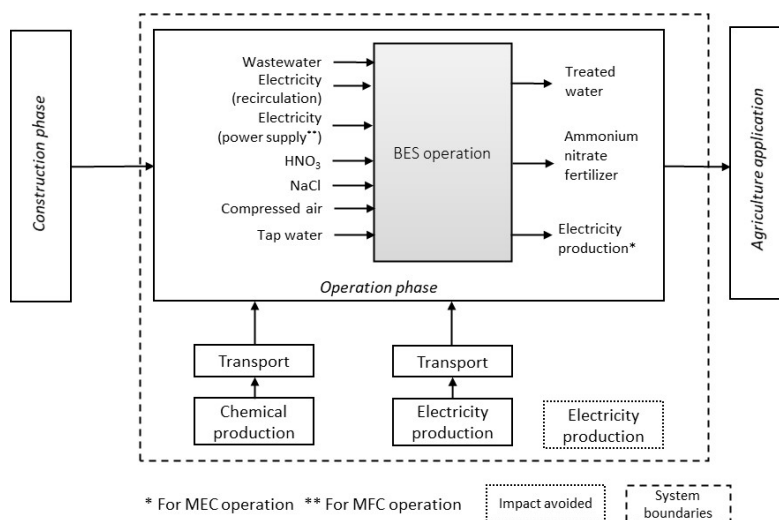 Construction phase
Wastewater
Electricity
(recirculation)
Electricity
(power supply**)
HNO3
NaCl
Compressed air
Tap water
BES operation
Treated
water
Ammonium
nitrate
fertilizer
Electricity
production*
Operation phase
Agriculture application
Transport
Transport
Chemical
production
Electricity
production
Electricity
production
* For MEC operation ** For MFC operation
Impact avoided
System
boundaries